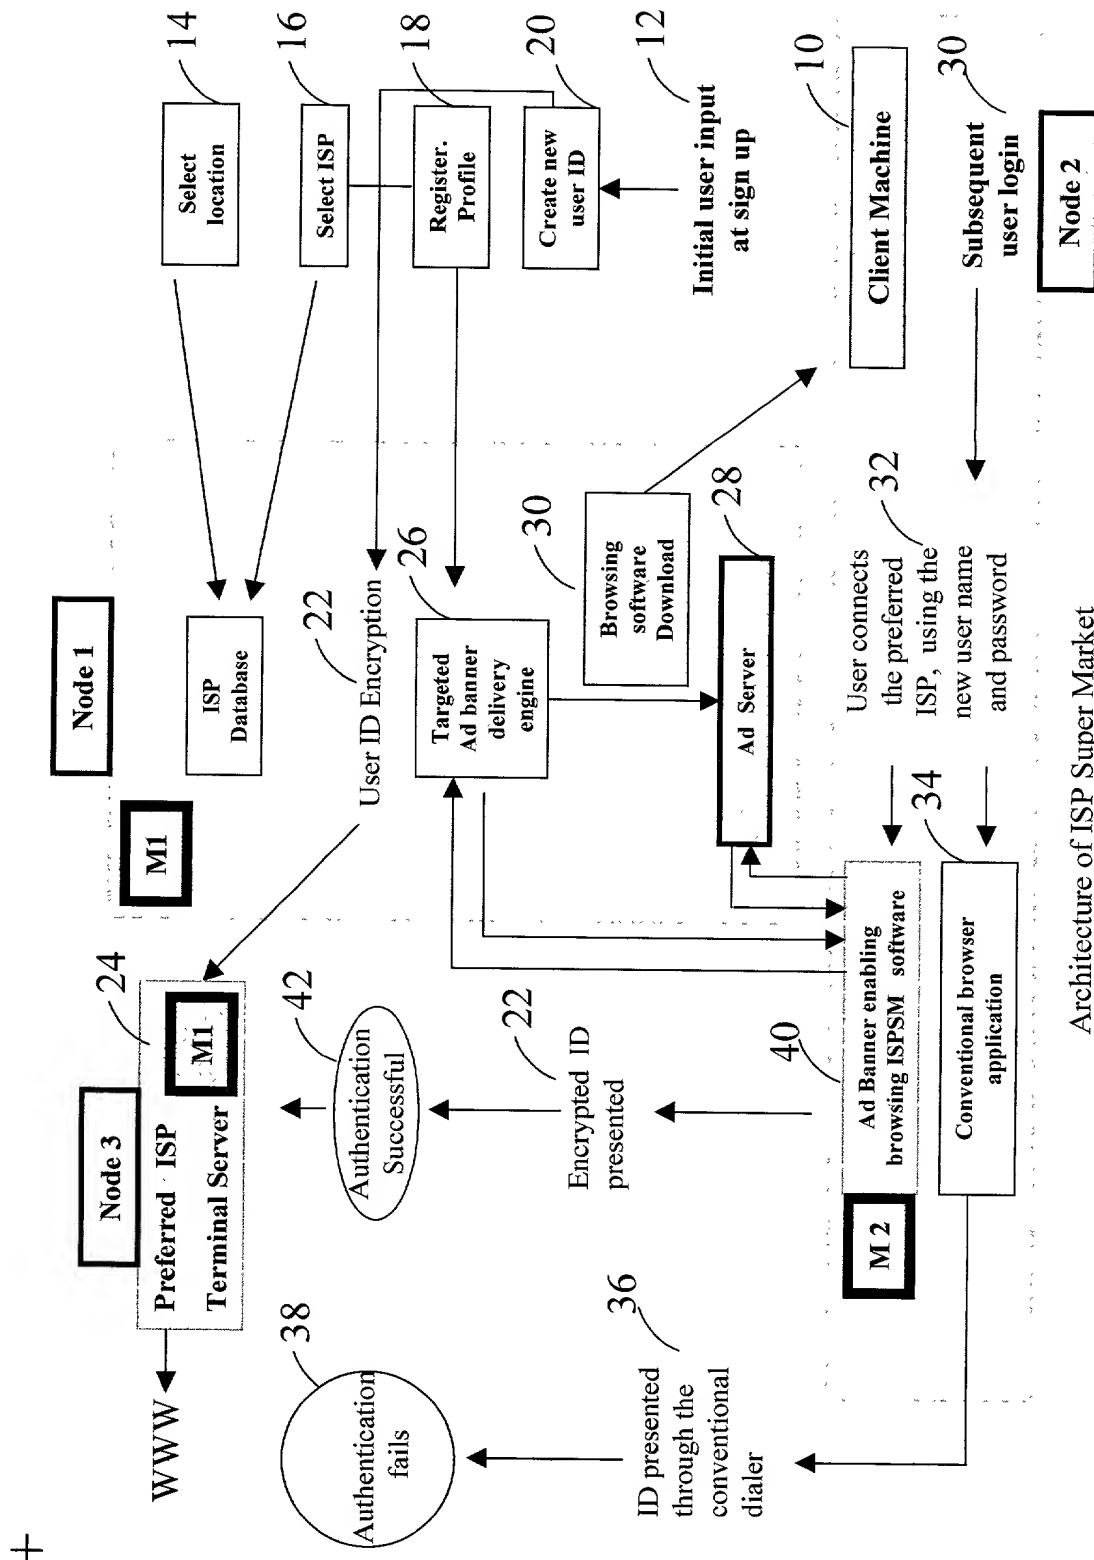 +
Node 3
Node 1
24
M1
14
WWW
Preferred ISP
Terminal Server
M1
ISP
Database
Select
location
16
Select ISP
38
Authentication
fails
42
Authentication
Successful
22
User ID Encryption
18
Register.
Profile
26
Targeted
Ad banner
delivery
engine
20
Create new
user ID
22
Encrypted ID
presented
30
Browsing
software
Download
12
Initial user input
at sign up
36
ID presented
through the
conventional
dialer
28
Ad Server
10
Client Machine
40
M 2
Ad Banner enabling
browsing ISPSM software
32
User connects
the preferred
ISP, using the
new user name
and password
30
Subsequent
user login
34
Conventional browser
application
Node 2
Architecture of ISP Super Market